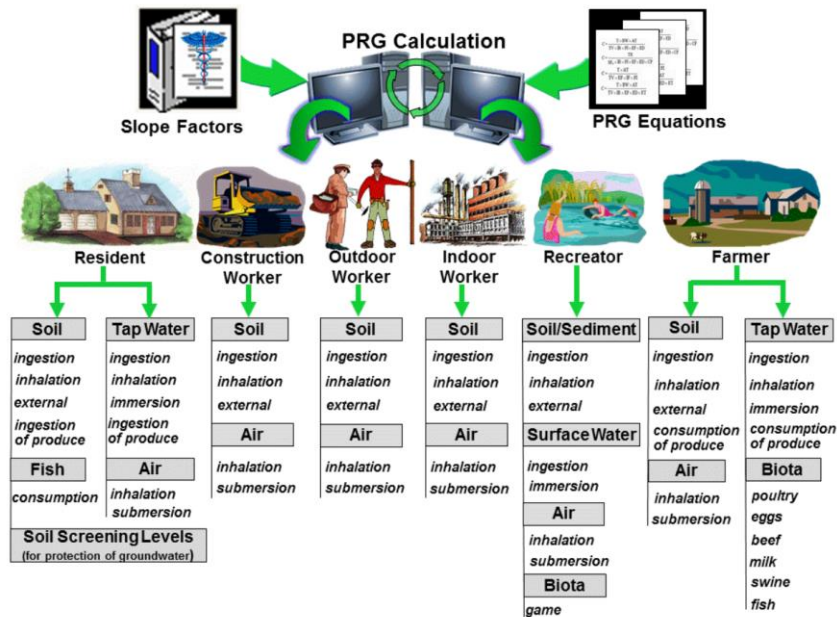 PRG Calculation
Slope Factors
PRG Equations
Resident
Construction
Worker
Outdoor
Worker
Indoor
Worker
Recreator
Farmer
Soil
ingestion
inhalation
external
ingestion
of produce
Fish
consumption
Tap Water
ingestion
inhalation
immersion
ingestion
of produce
Air
inhalation
submersion
Soil Screening Levels
(for protection of groundwater)
Soil
ingestion
inhalation
external
Air
inhalation
submersion
Soil
ingestion
inhalation
external
Air
inhalation
submersion
Soil
ingestion
inhalation
external
Air
inhalation
submersion
Soil/Sediment
ingestion
inhalation
external
Surface Water
ingestion
immersion
Air
inhalation
submersion
Biota
game
Soil
ingestion
inhalation
external
consumption
of produce
Air
inhalation
submersion
Tap Water
ingestion
inhalation
immersion
consumption
of produce
Biota
poultry
eggs
beef
milk
swine
fish